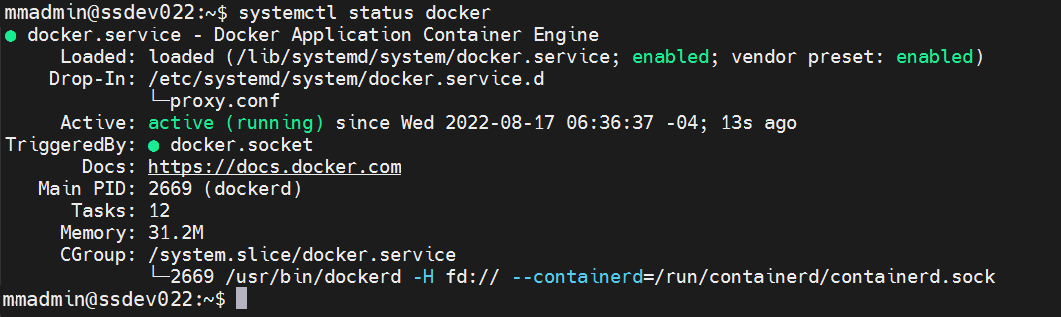 mmadmin@ssdev022:~$ systemctl status docker
● docker.service - Docker Application Container Engine
     Loaded: loaded (/lib/systemd/system/docker.service; enabled; vendor preset: enabled)
    Drop-In: /etc/systemd/system/docker.service.d
             └─proxy.conf
     Active: active (running) since Wed 2022-08-17 06:36:37 -04; 13s ago
TriggeredBy: ● docker.socket
       Docs: https://docs.docker.com
   Main PID: 2669 (dockerd)
      Tasks: 12
     Memory: 31.2M
     CGroup: /system.slice/docker.service
             └─2669 /usr/bin/dockerd -H fd:// --containerd=/run/containerd/containerd.sock
mmadmin@ssdev022:~$